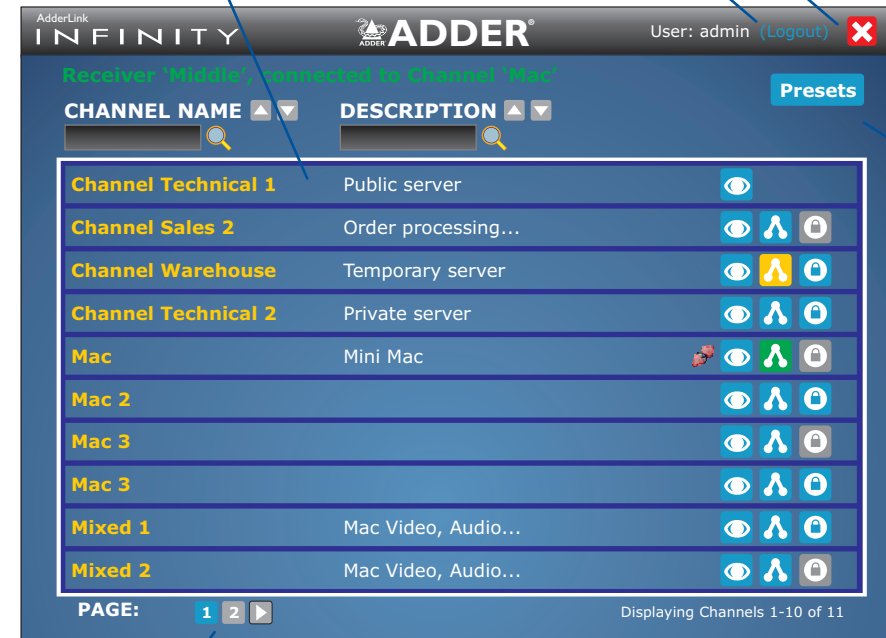 AdderLink
INFINITY
ADDER
ADDER®
User: admin (Logout)
Receiver ‘Middle’, connected to Channel ‘Mac’
Presets
CHANNEL NAME
DESCRIPTION
Channel Technical 1 Public server
Channel Sales 2 Order processing...
Channel Warehouse Temporary server
Channel Technical 2 Private server
Mac Mini Mac
Mac 2
Mac 3
Mac 3
Mixed 1 Mac Video, Audio...
Mixed 2 Mac Video, Audio...
PAGE: 1 2
Displaying Channels 1-10 of 11